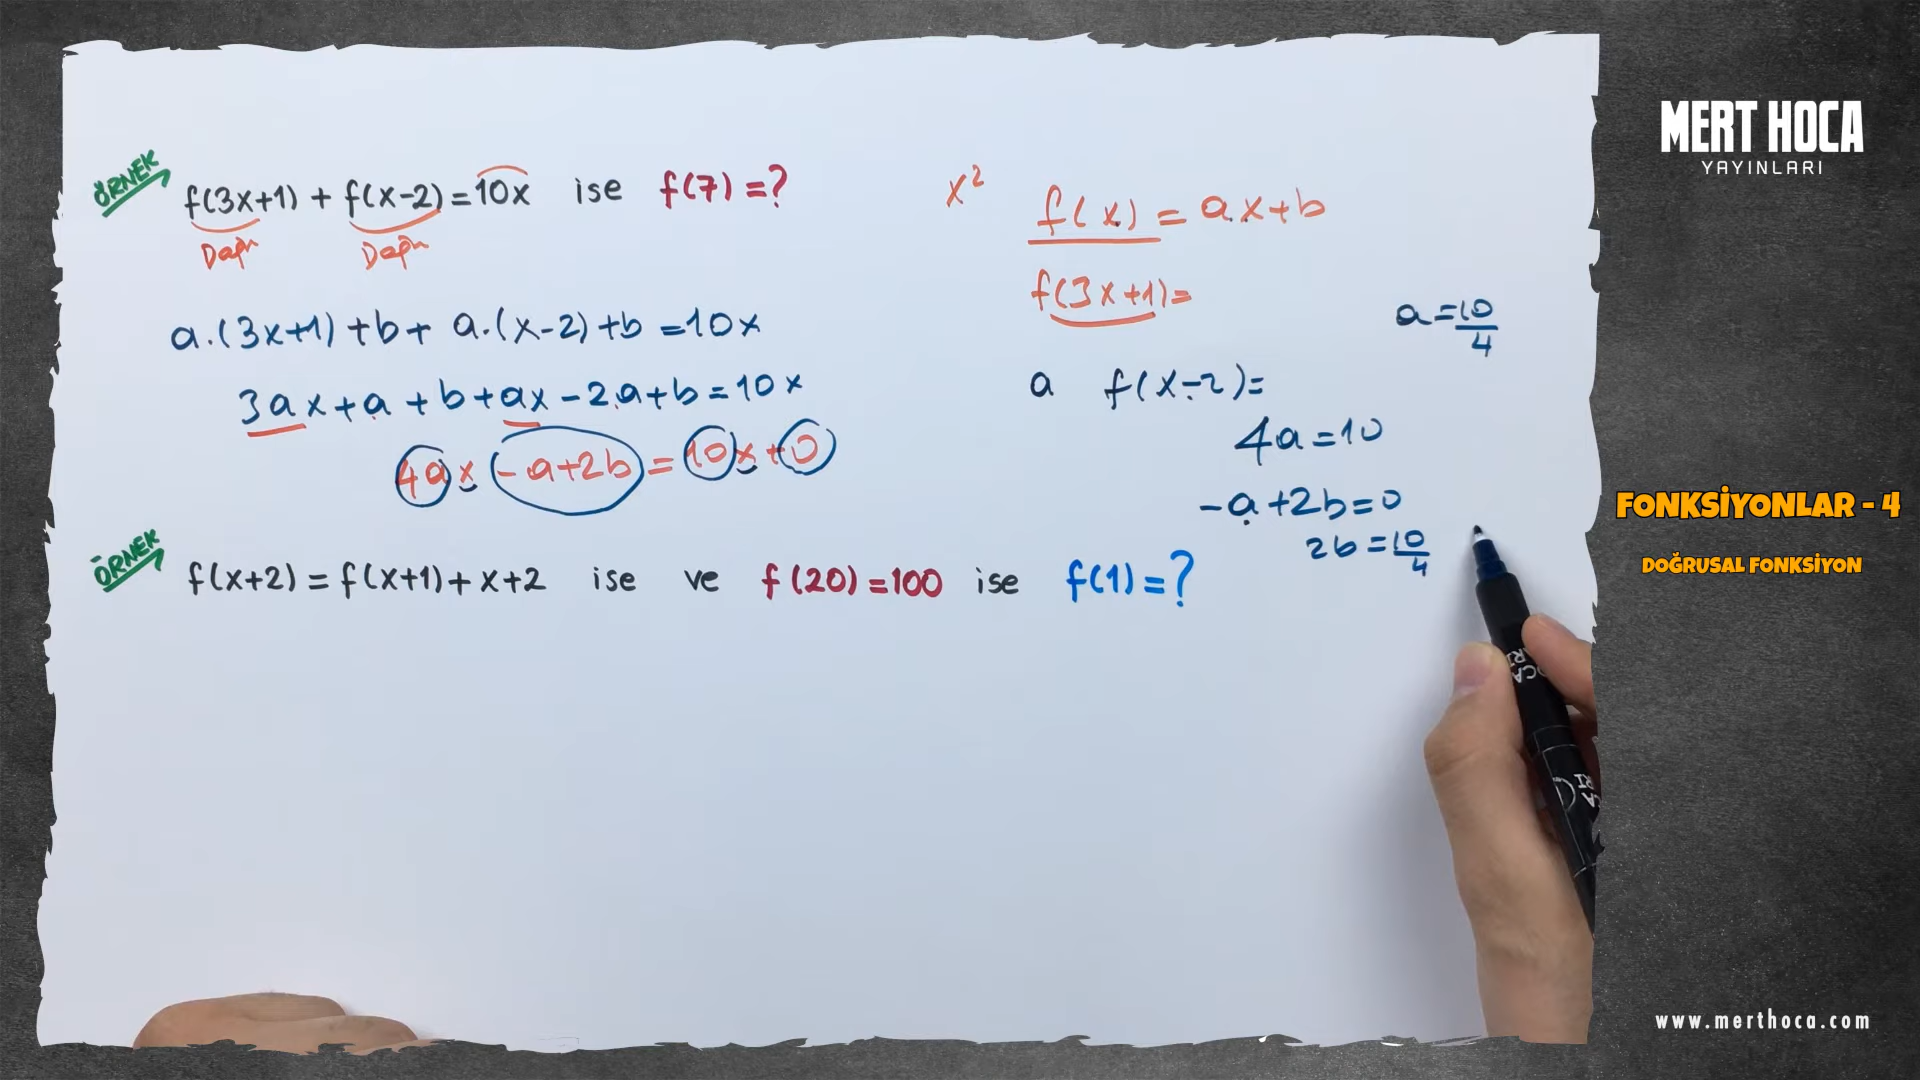 MERT HOCA
YAYINLARI
ÖRNEK
f(3x+1) + f(x-2) = 10x ise f(7) = ?
x²
f(x) = ax+b
f(3x+1) =
a.(3x+1) + b + a.(x-2) + b = 10x
a = 10/4
3ax + a + b + ax - 2a + b = 10x
a f(x-2) =
4a = 10
4ax - a + 2b = 10x + 0
-a + 2b = 0
2b = 10/4
ÖRNEK
f(x+2) = f(x+1) + x+2 ise ve f(20) = 100 ise f(1) = ?
FONKSİYONLAR - 4
DOĞRUSAL FONKSİYON
www.merthoca.com